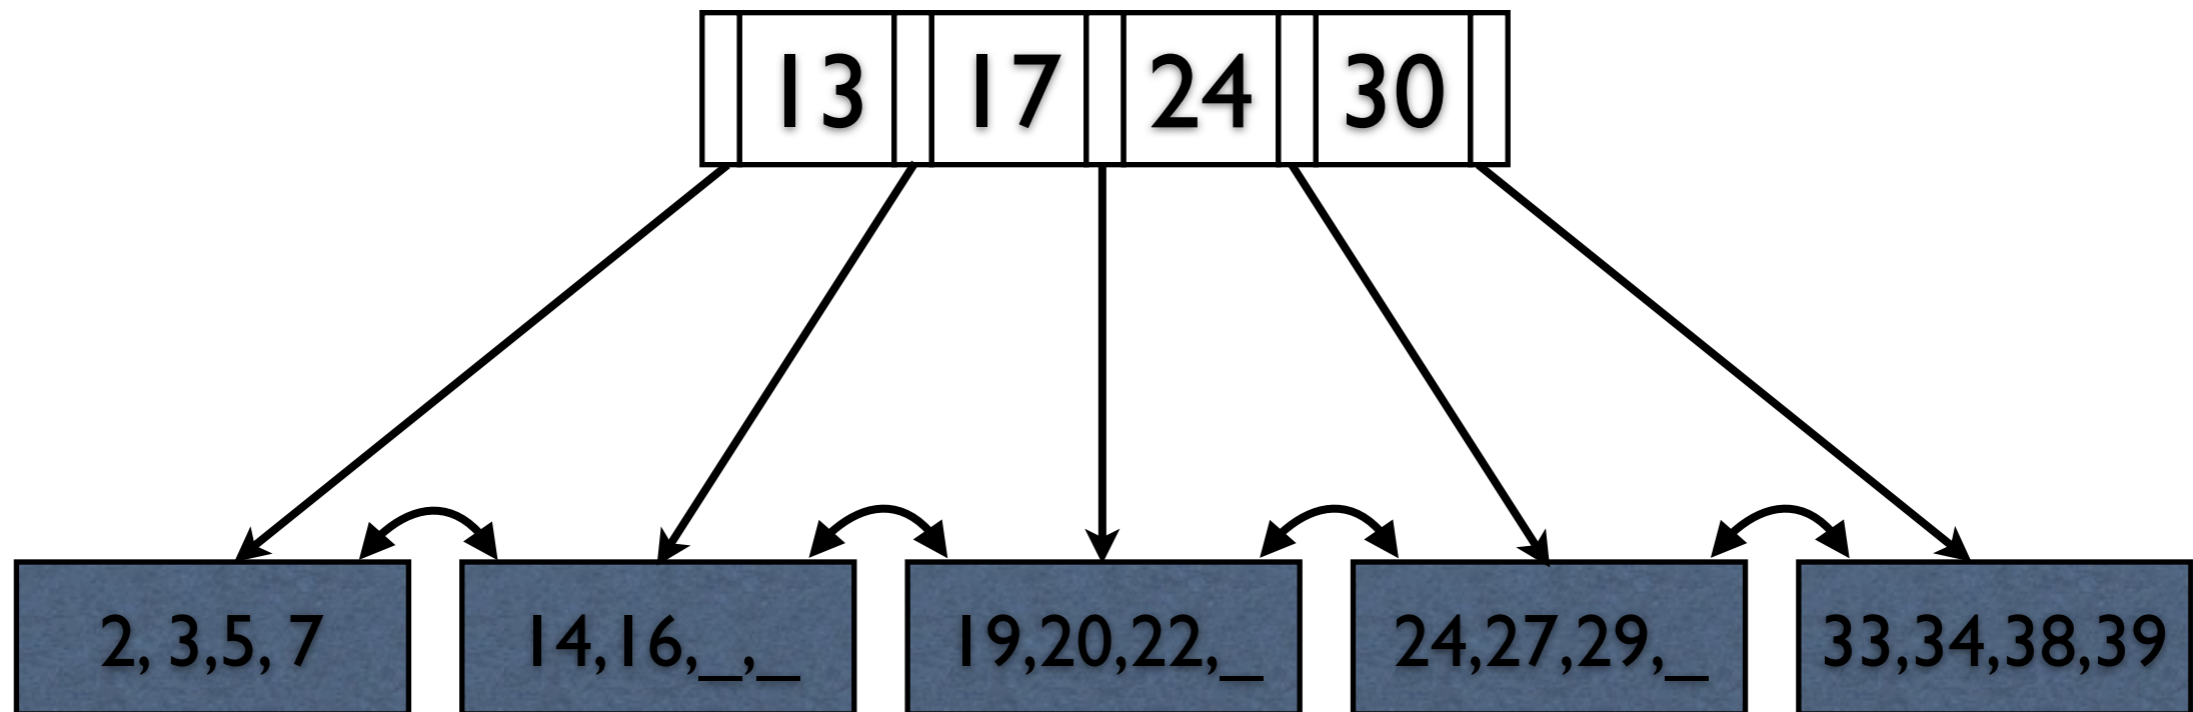 13 17 24 30
2, 3,5, 7
14,16,_,_
19,20,22,_
24,27,29,_
33,34,38,39